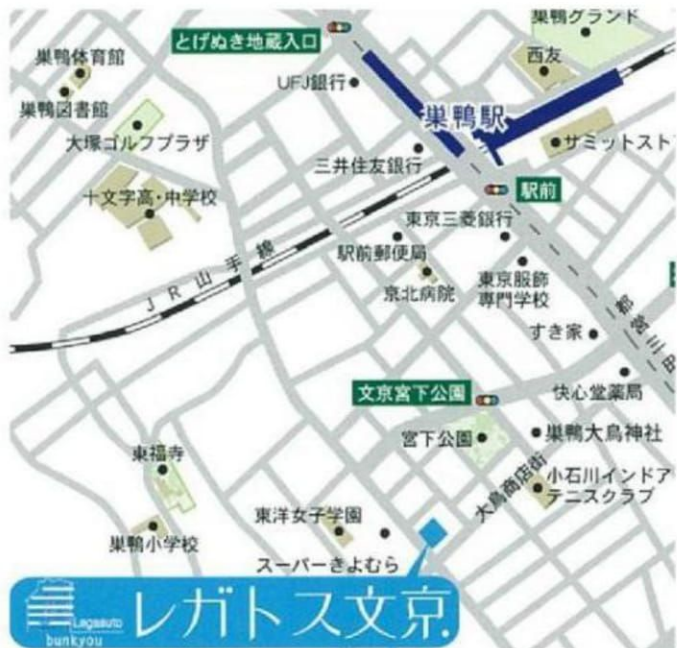 巣鴨グランド
とげぬき地蔵入口
西友
巣鴨体育館
UFJ銀行
巣鴨図書館
巣鴨駅
大塚ゴルフプラザ
サミットスト
三井住友銀行
十文字高・中学校
駅前
東京三菱銀行
駅前郵便局
JR山手線
京北病院
東京服飾
専門学校
都営三田
すき家
快心堂薬局
文京宮下公園
宮下公園
巣鴨大鳥神社
東福寺
大鳥商店街
小石川インドア
テニスクラブ
東洋女子学園
巣鴨小学校
スーパーきよむら
レガトス文京
bunkyou